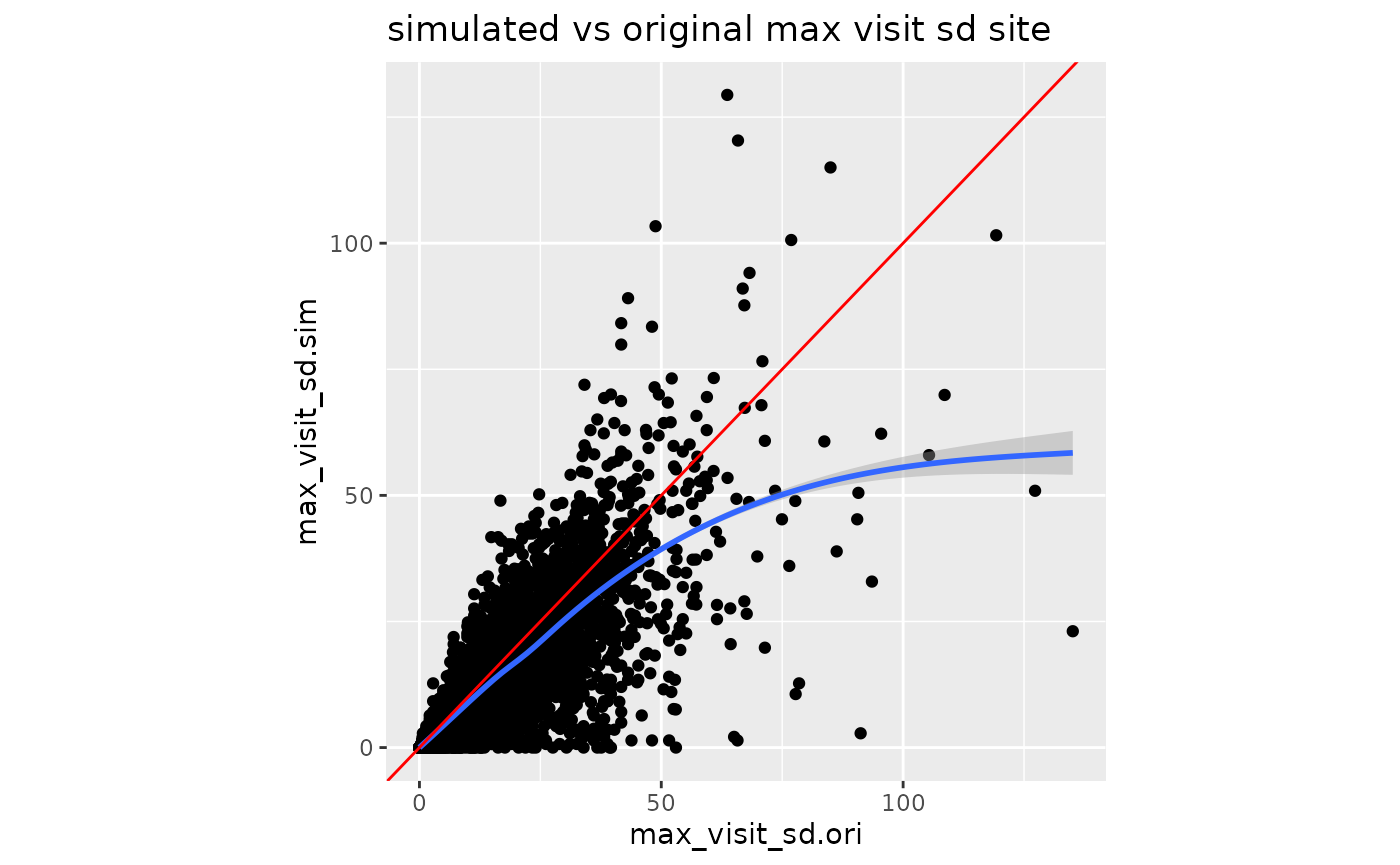 simulated vs original max visit sd site
max_visit_sd.sim
100
50
0
0 50 100
max_visit_sd.ori